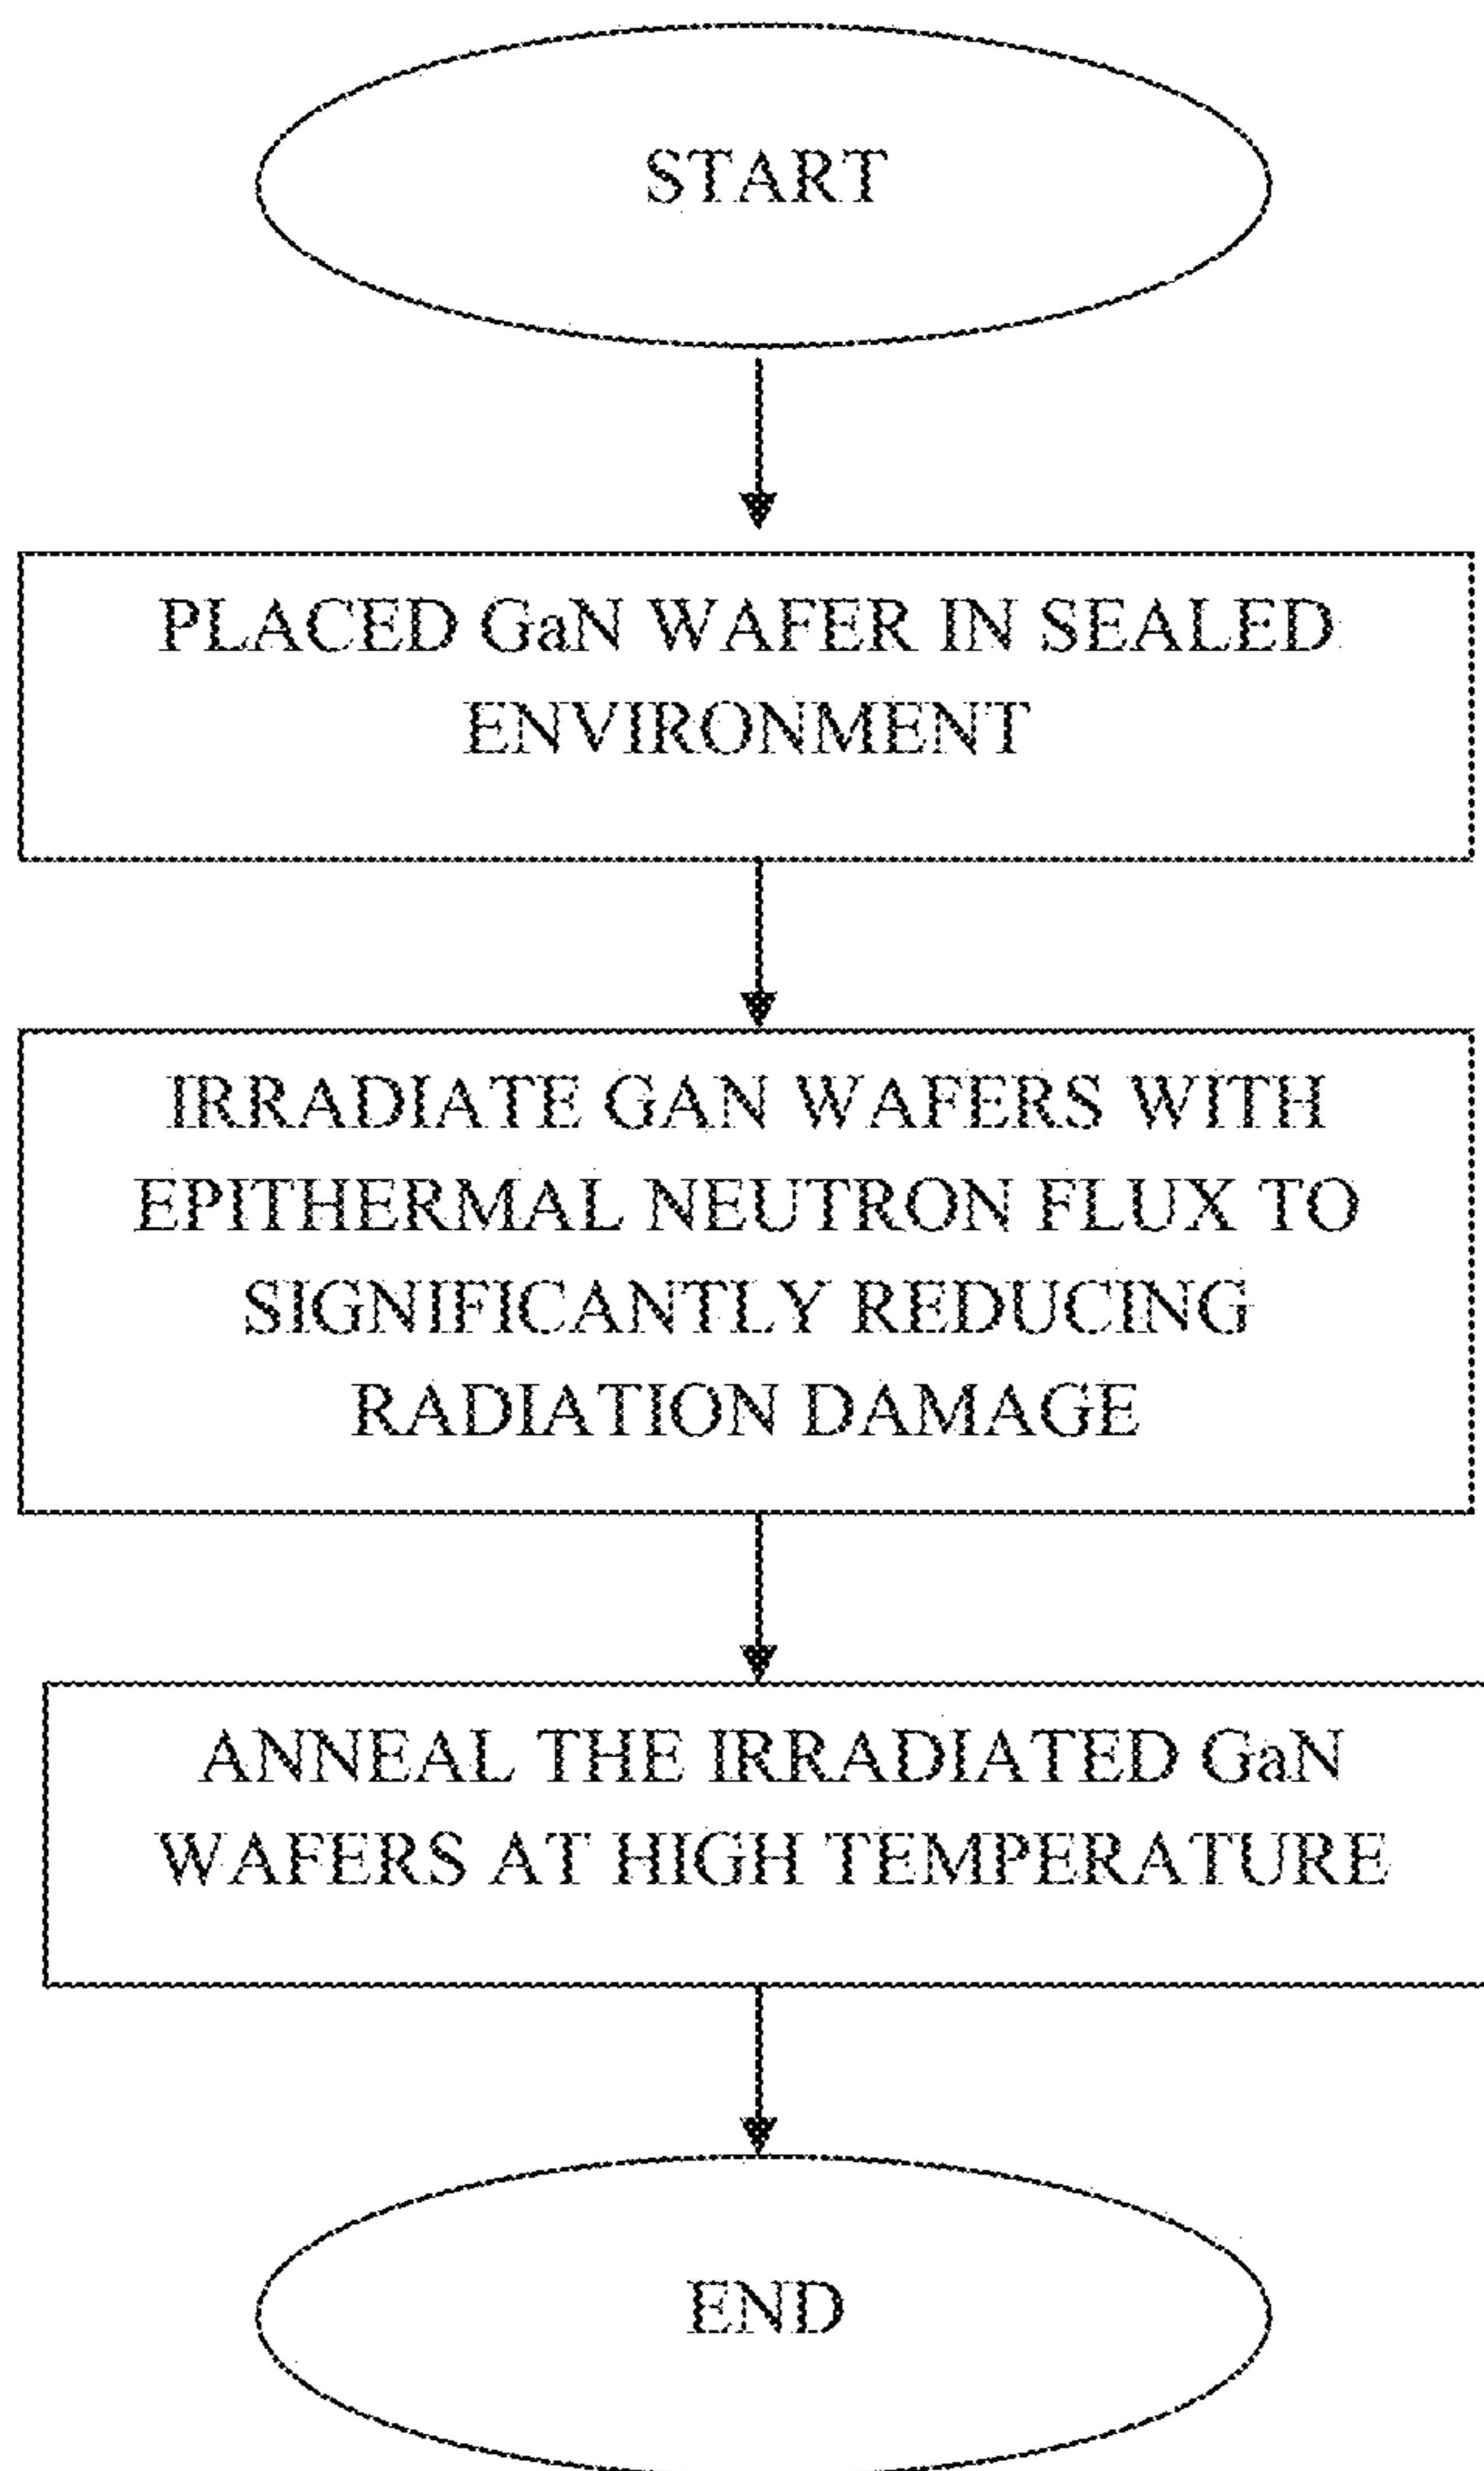 START
PLACED GaN WAFER IN SEALED
ENVIRONMENT
IRRADIATE GAN WAFERS WITH
EPITHERMAL NEUTRON FLUX TO
SIGNIFICANTLY REDUCING
RADIATION DAMAGE
ANNEAL THE IRRADIATED GaN
WAFERS AT HIGH TEMPERATURE
END